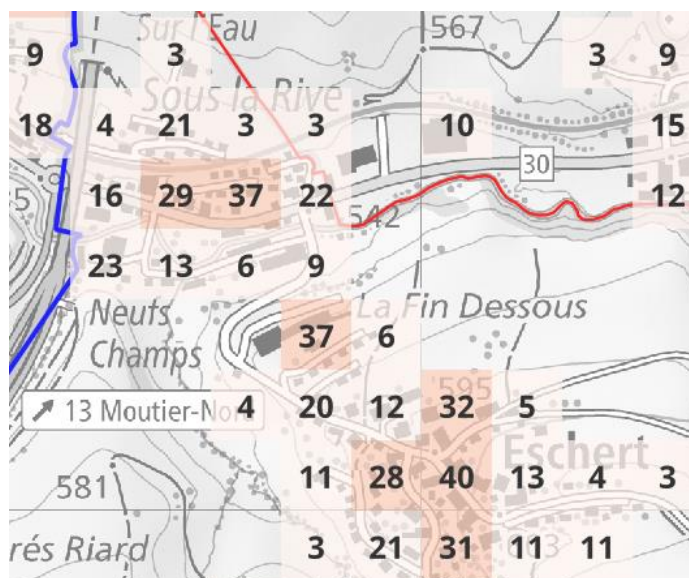 Sur l'Eau
567
9 3 3 9
Sous la Rive
18 4 21 3 3 10 15
30
16 29 37 22 12
542
23 13 6 9
Neufs
Champs
La Fin Dessous
37 6
595
13 Moutier-Nord
4 20 12 32 5
Eschert
11 28 40 13 4 3
581
rés Riard
3 21 31 11 11